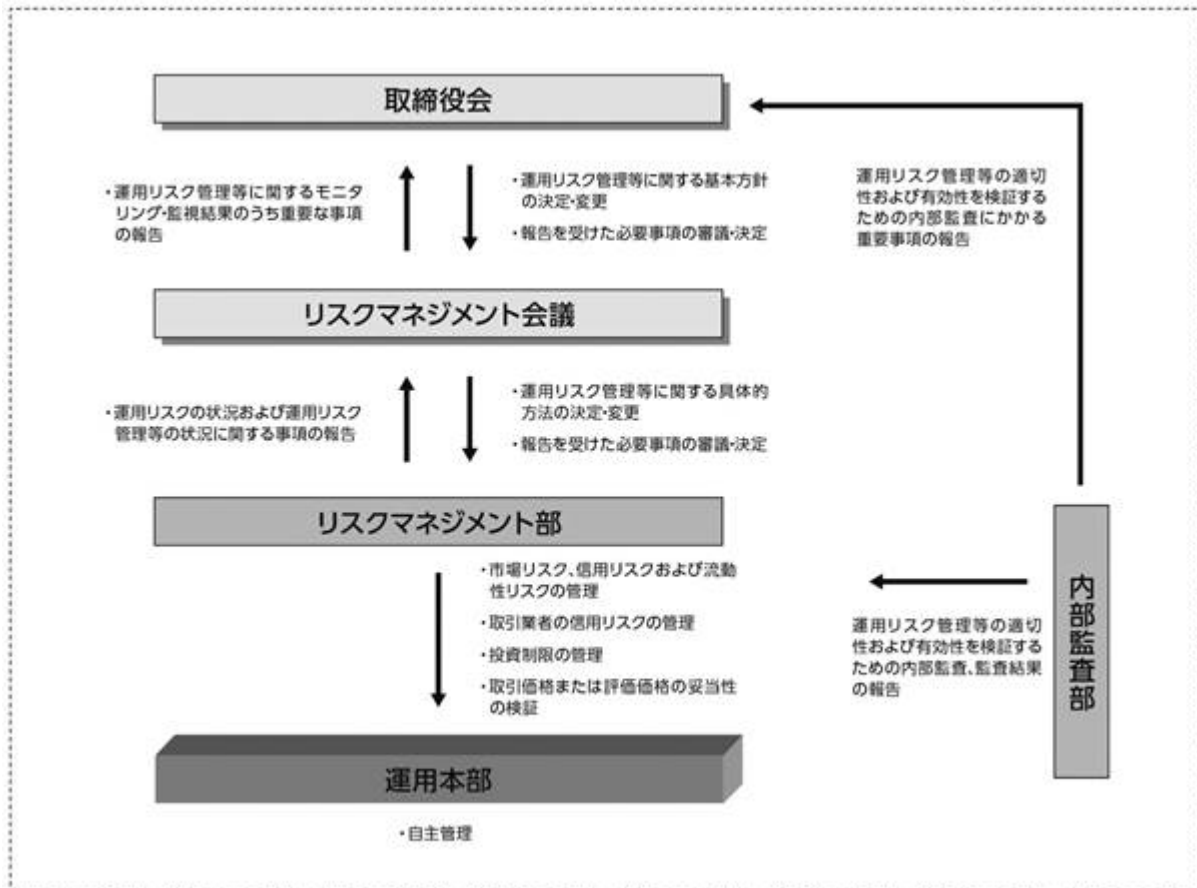 取締役会
・運用リスク管理等に関するモニタ
リング・監視結果のうち重要な事項
の報告
・運用リスク管理等に関する基本方針
の決定・変更
・報告を受けた必要事項の審議・決定
運用リスク管理等の適切
性および有効性を検証す
るための内部監査にかかる
重要事項の報告
リスクマネジメント会議
・運用リスクの状況および運用リスク
管理等の状況に関する事項の報告
・運用リスク管理等に関する具体的
方法の決定・変更
・報告を受けた必要事項の審議・決定
リスクマネジメント部
・市場リスク、信用リスクおよび流動
性リスクの管理
・取引業者の信用リスクの管理
・投資制限の管理
・取引価格または評価価格の妥当性
の検証
運用リスク管理等の適切
性および有効性を検証する
ための内部監査、監査結果
の報告
内部監査部
運用本部
・自主管理